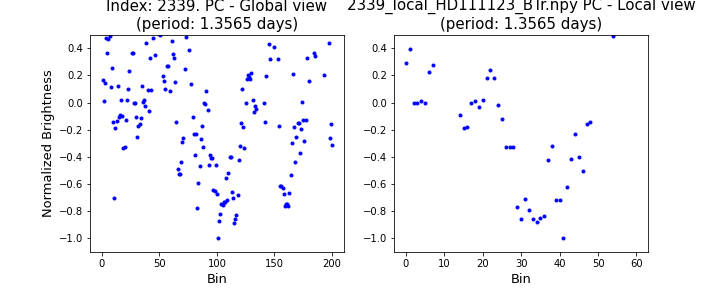 Index: 2339. PC - Global view
(period: 1.3565 days)
2339_local_HD111123_BTr.npy PC - Local view
(period: 1.3565 days)
Normalized Brightness
0.4
0.2
0.0
−0.2
−0.4
−0.6
−0.8
−1.0
0 50 100 150 200
Bin
0.4
0.2
0.0
−0.2
−0.4
−0.6
−0.8
−1.0
0 10 20 30 40 50 60
Bin